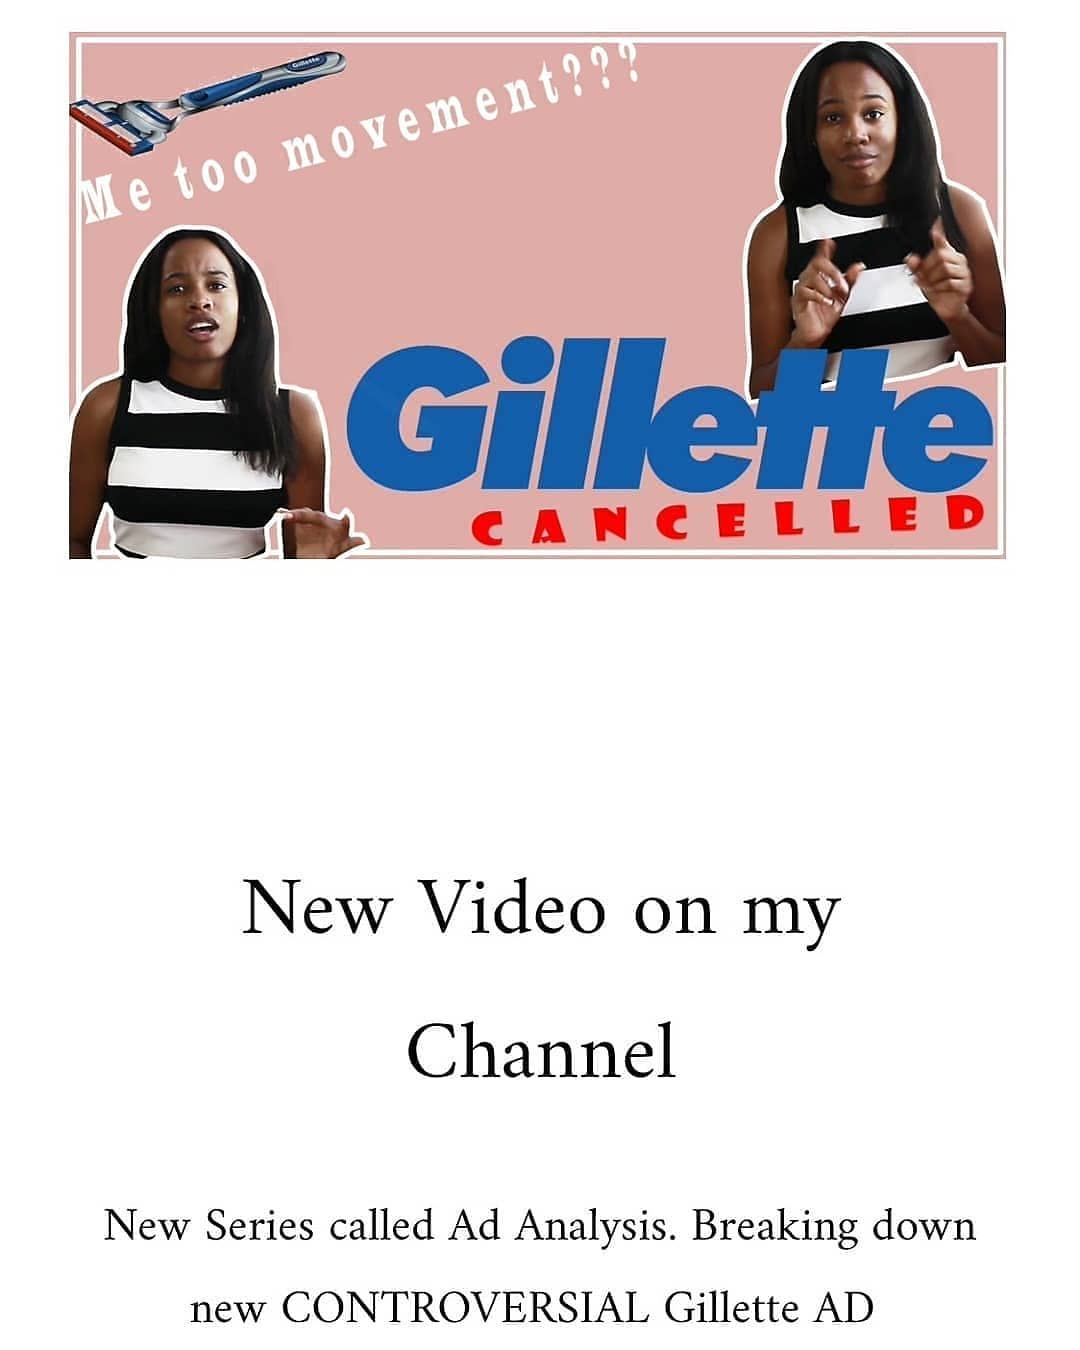 Gillette
Me too movement???
Gillette
CANCELLED
New Video on my
Channel
New Series called Ad Analysis. Breaking down
new CONTROVERSIAL Gillette AD